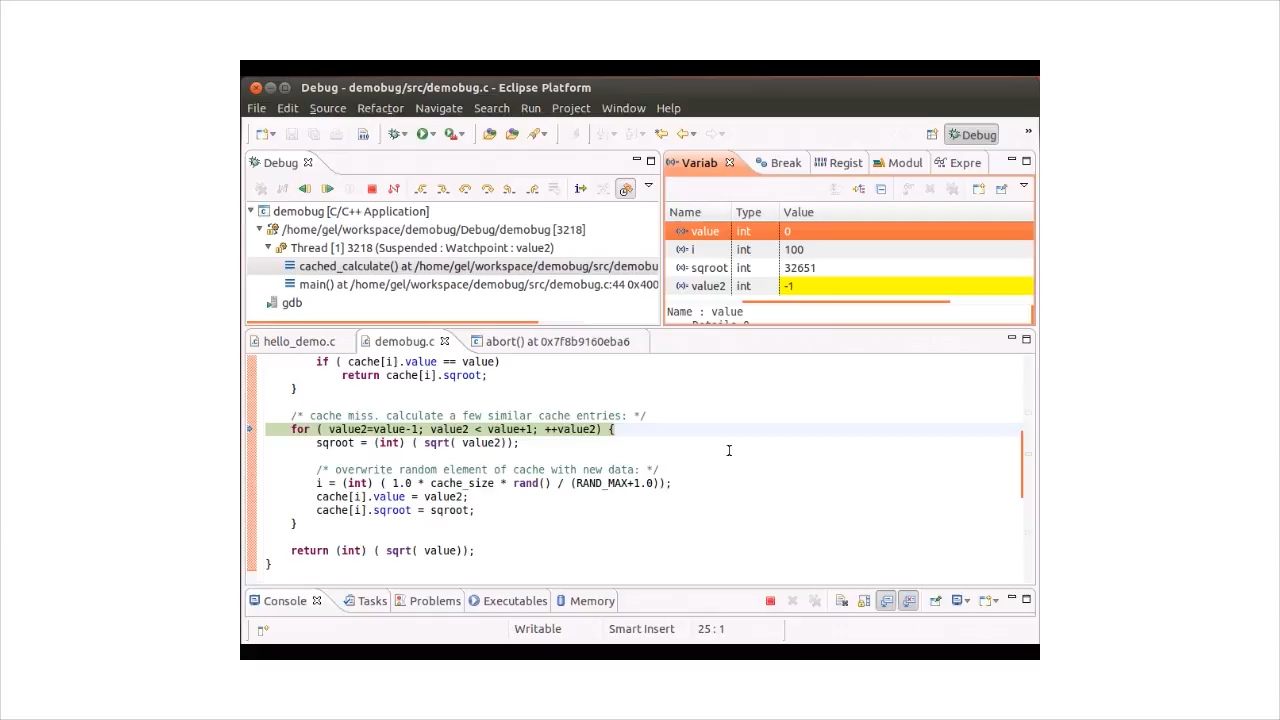 Debug - demobug/src/demobug.c - Eclipse Platform
File Edit Source Refactor Navigate Search Run Project Window Help
Debug »
Debug
demobug [C/C++ Application]
/home/gel/workspace/demobug/Debug/demobug [3218]
Thread [1] 3218 (Suspended : Watchpoint : value2)
cached_calculate() at /home/gel/workspace/demobug/src/demobu
main() at /home/gel/workspace/demobug/src/demobug.c:44 0x400
gdb
Variab Break Regist Modul Expre
Name Type Value
value int 0
i int 100
sqroot int 32651
value2 int -1
Name : value
hello_demo.c demobug.c abort() at 0x7f8b9160eba6
if ( cache[i].value == value)
return cache[i].sqroot;
}
/* cache miss. calculate a few similar cache entries: */
for ( value2=value-1; value2 < value+1; ++value2) {
sqroot = (int) ( sqrt( value2));
/* overwrite random element of cache with new data: */
i = (int) ( 1.0 * cache_size * rand() / (RAND_MAX+1.0));
cache[i].value = value2;
cache[i].sqroot = sqroot;
}
return (int) ( sqrt( value));
}
Console Tasks Problems Executables Memory
Writable Smart Insert 25 : 1